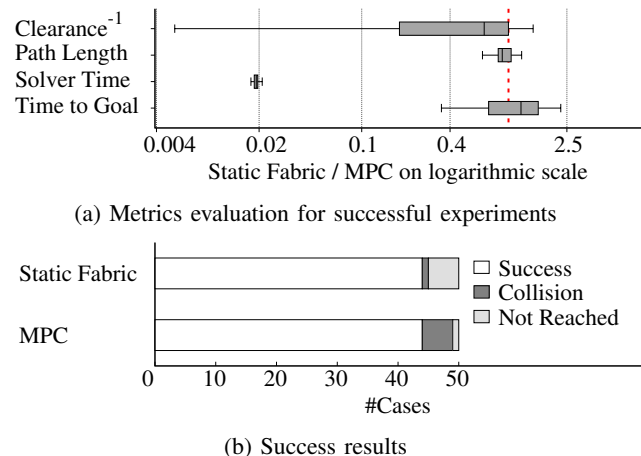 Clearance⁻¹
Path Length
Solver Time
Time to Goal
0.004 0.02 0.1 0.4 2.5
Static Fabric / MPC on logarithmic scale
(a) Metrics evaluation for successful experiments
Static Fabric
MPC
Success
Collision
Not Reached
0 10 20 30 40 50
#Cases
(b) Success results